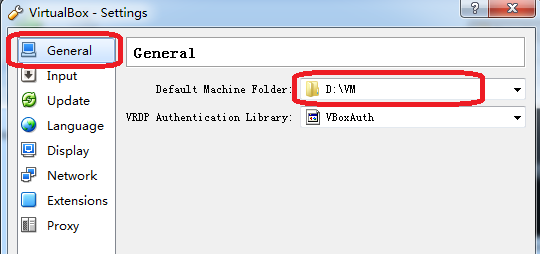 VirtualBox - Settings
?
General
Input
Update
Language
Display
Network
Extensions
Proxy
General
Default Machine Folder: D:\VM
VRDP Authentication Library: VBoxAuth